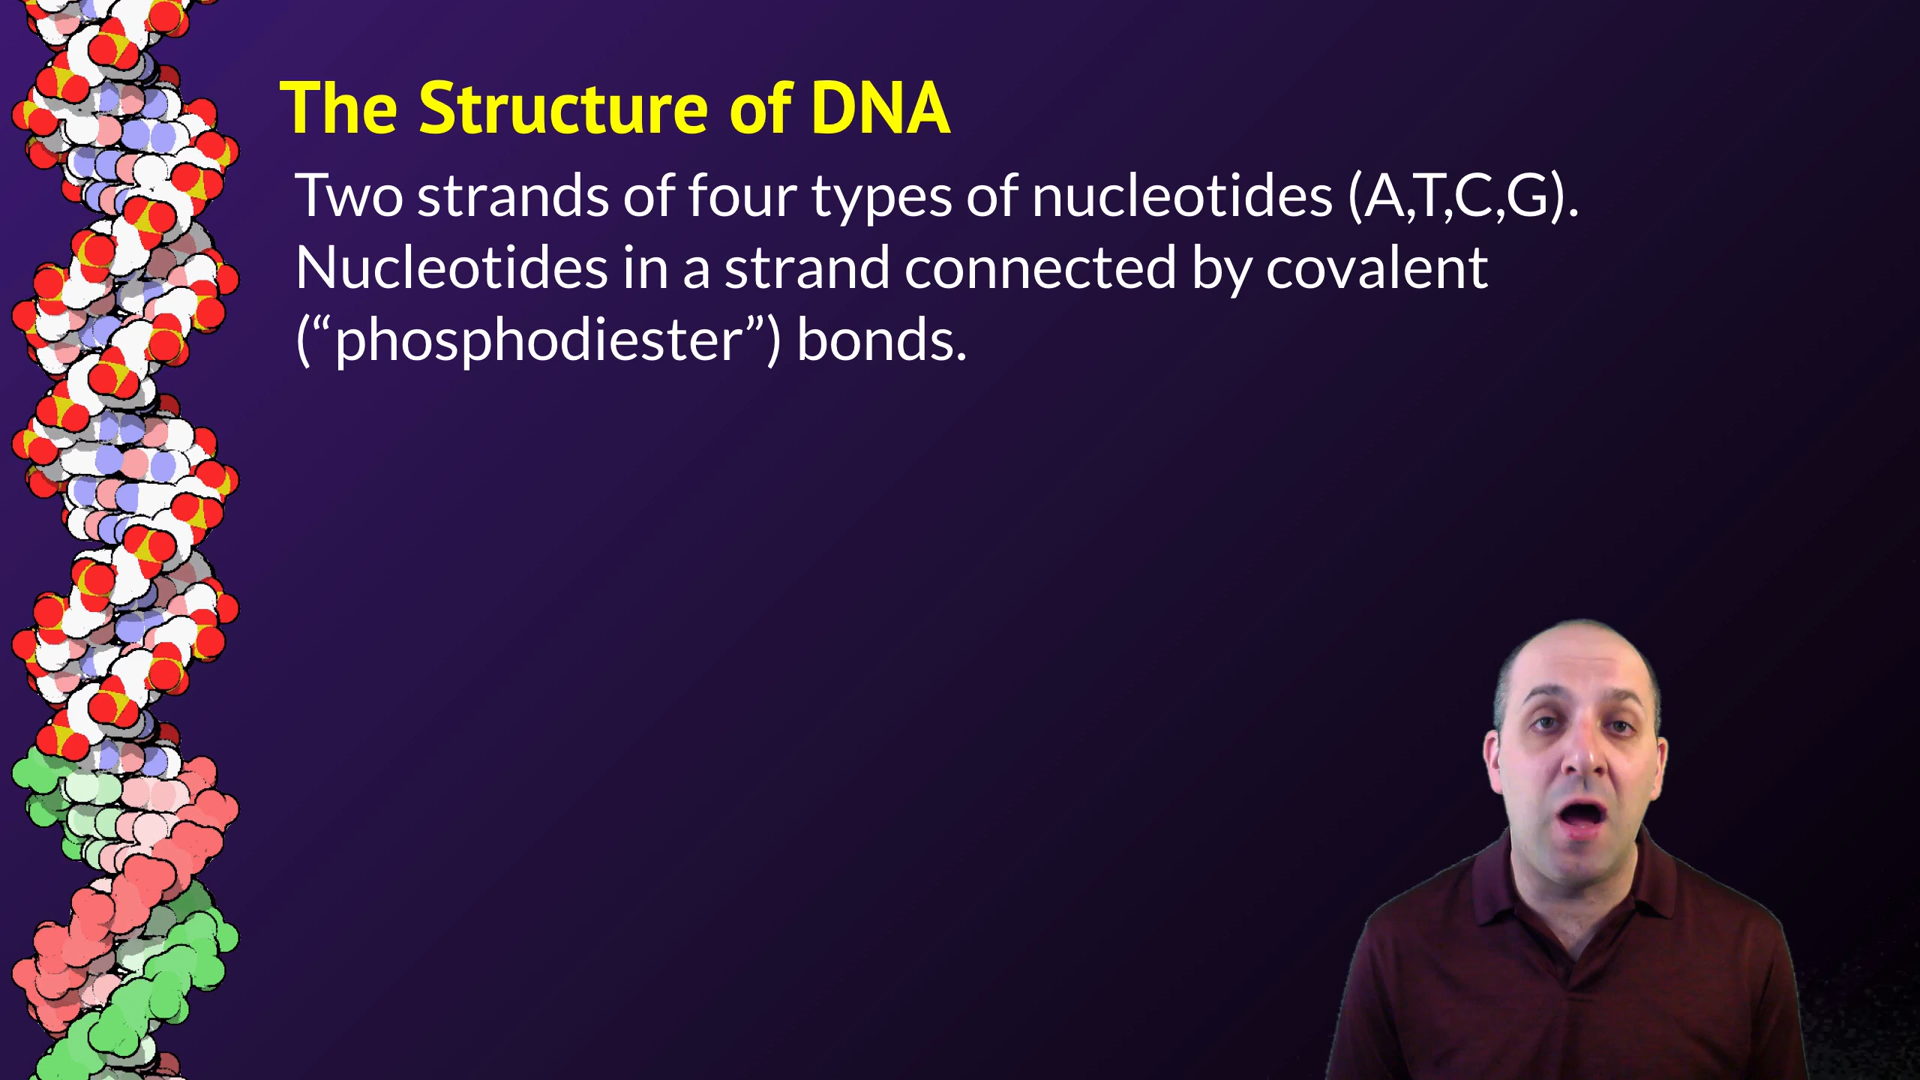 The Structure of DNA
Two strands of four types of nucleotides (A,T,C,G).
Nucleotides in a strand connected by covalent
(“phosphodiester”) bonds.